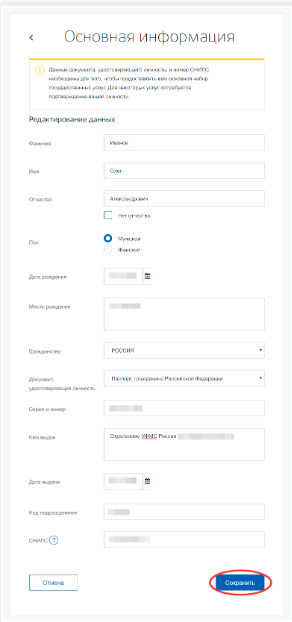 Основная информация
Данные документа, удостоверяющего личность, и номер СНИЛС
необходимы для того, чтобы предоставлять вам основной набор
государственных услуг. Для некоторых услуг потребуется
подтверждение вашей личности
Редактирование данных
Фамилия
Иванов
Имя
Олег
Отчество
Александрович
Нет отчества
Пол
Мужской
Женский
Дата рождения
Место рождения
Гражданство
РОССИЯ
Документ,
удостоверяющий личность
Паспорт гражданина Российской Федерации
Серия и номер
Кем выдан
Отделением УФМС России
Дата выдачи
Код подразделения
СНИЛС ?
Отмена
Сохранить